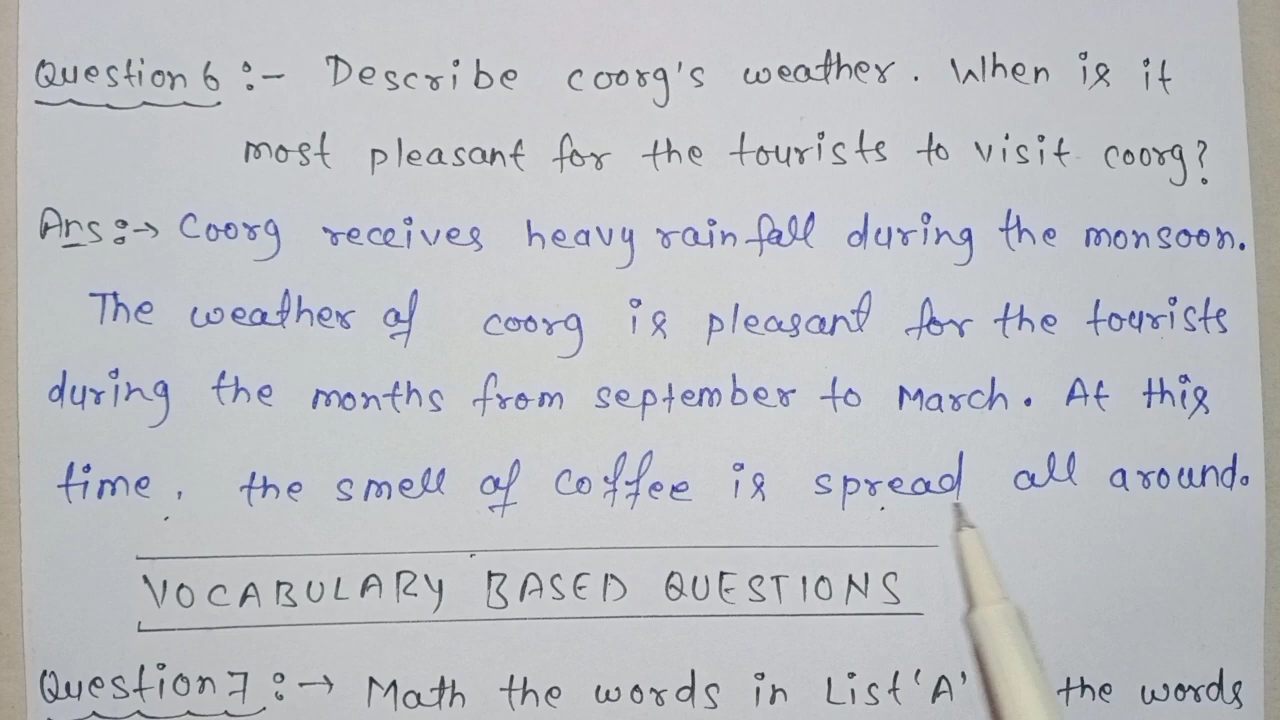 Question 6 :- Describe coorg's weather. When is it
most pleasant for the tourists to visit coorg?
Ans :→ Coorg receives heavy rainfall during the monsoon.
The weather of coorg is pleasant for the tourists
during the months from september to March. At this
time, the smell of coffee is spread all around.
VOCABULARY BASED QUESTIONS
Question 7 :→ Math the words in List 'A' the words